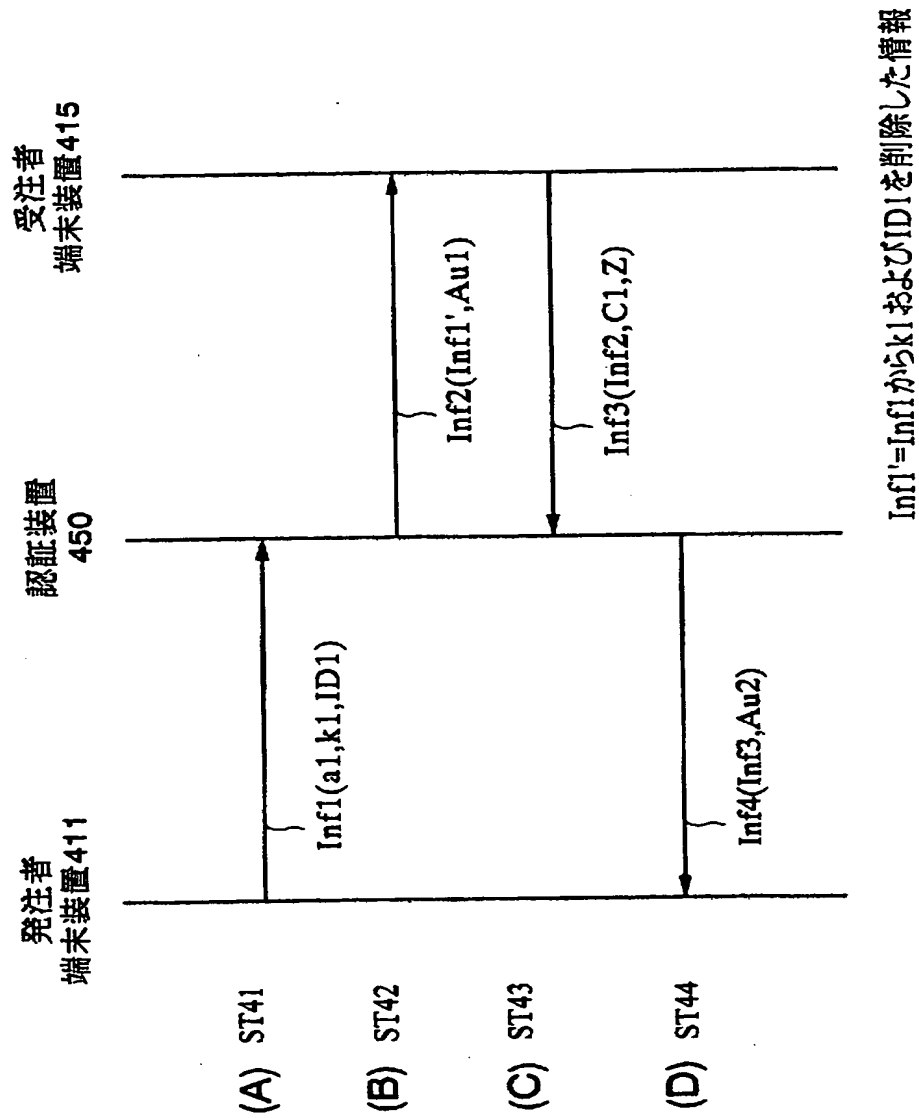 発注者
端末装置411
認証装置
450
受注者
端末装置415
(A) ST41
Inf1(a1,k1,ID1)
(B) ST42
Inf2(Inf1',Au1)
(C) ST43
Inf3(Inf2,C1,Z)
(D) ST44
Inf4(Inf3,Au2)
Inf1'=Inf1からk1およびID1を削除した情報